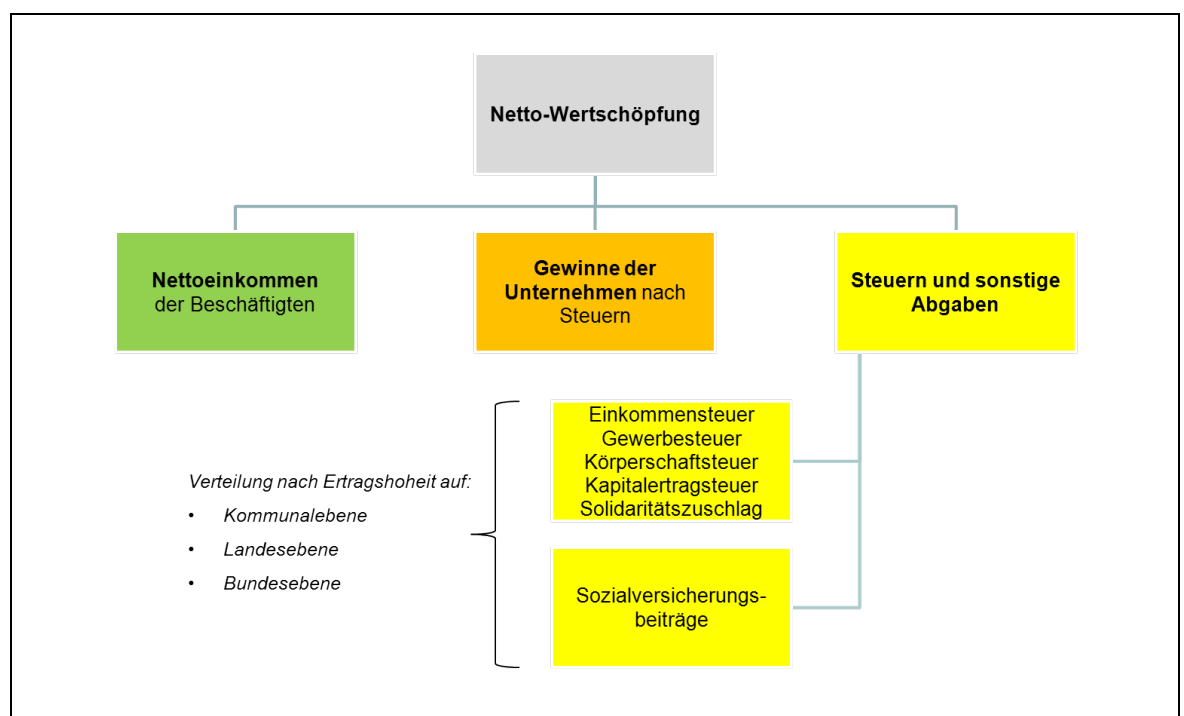 Netto-Wertschöpfung
Nettoeinkommen
der Beschäftigten
Gewinne der
Unternehmen nach
Steuern
Steuern und sonstige
Abgaben
Einkommensteuer
Gewerbesteuer
Körperschaftsteuer
Kapitalertragsteuer
Solidaritätszuschlag
Verteilung nach Ertragshoheit auf:
• Kommunalebene
• Landesebene
• Bundesebene
Sozialversicherungs-
beiträge